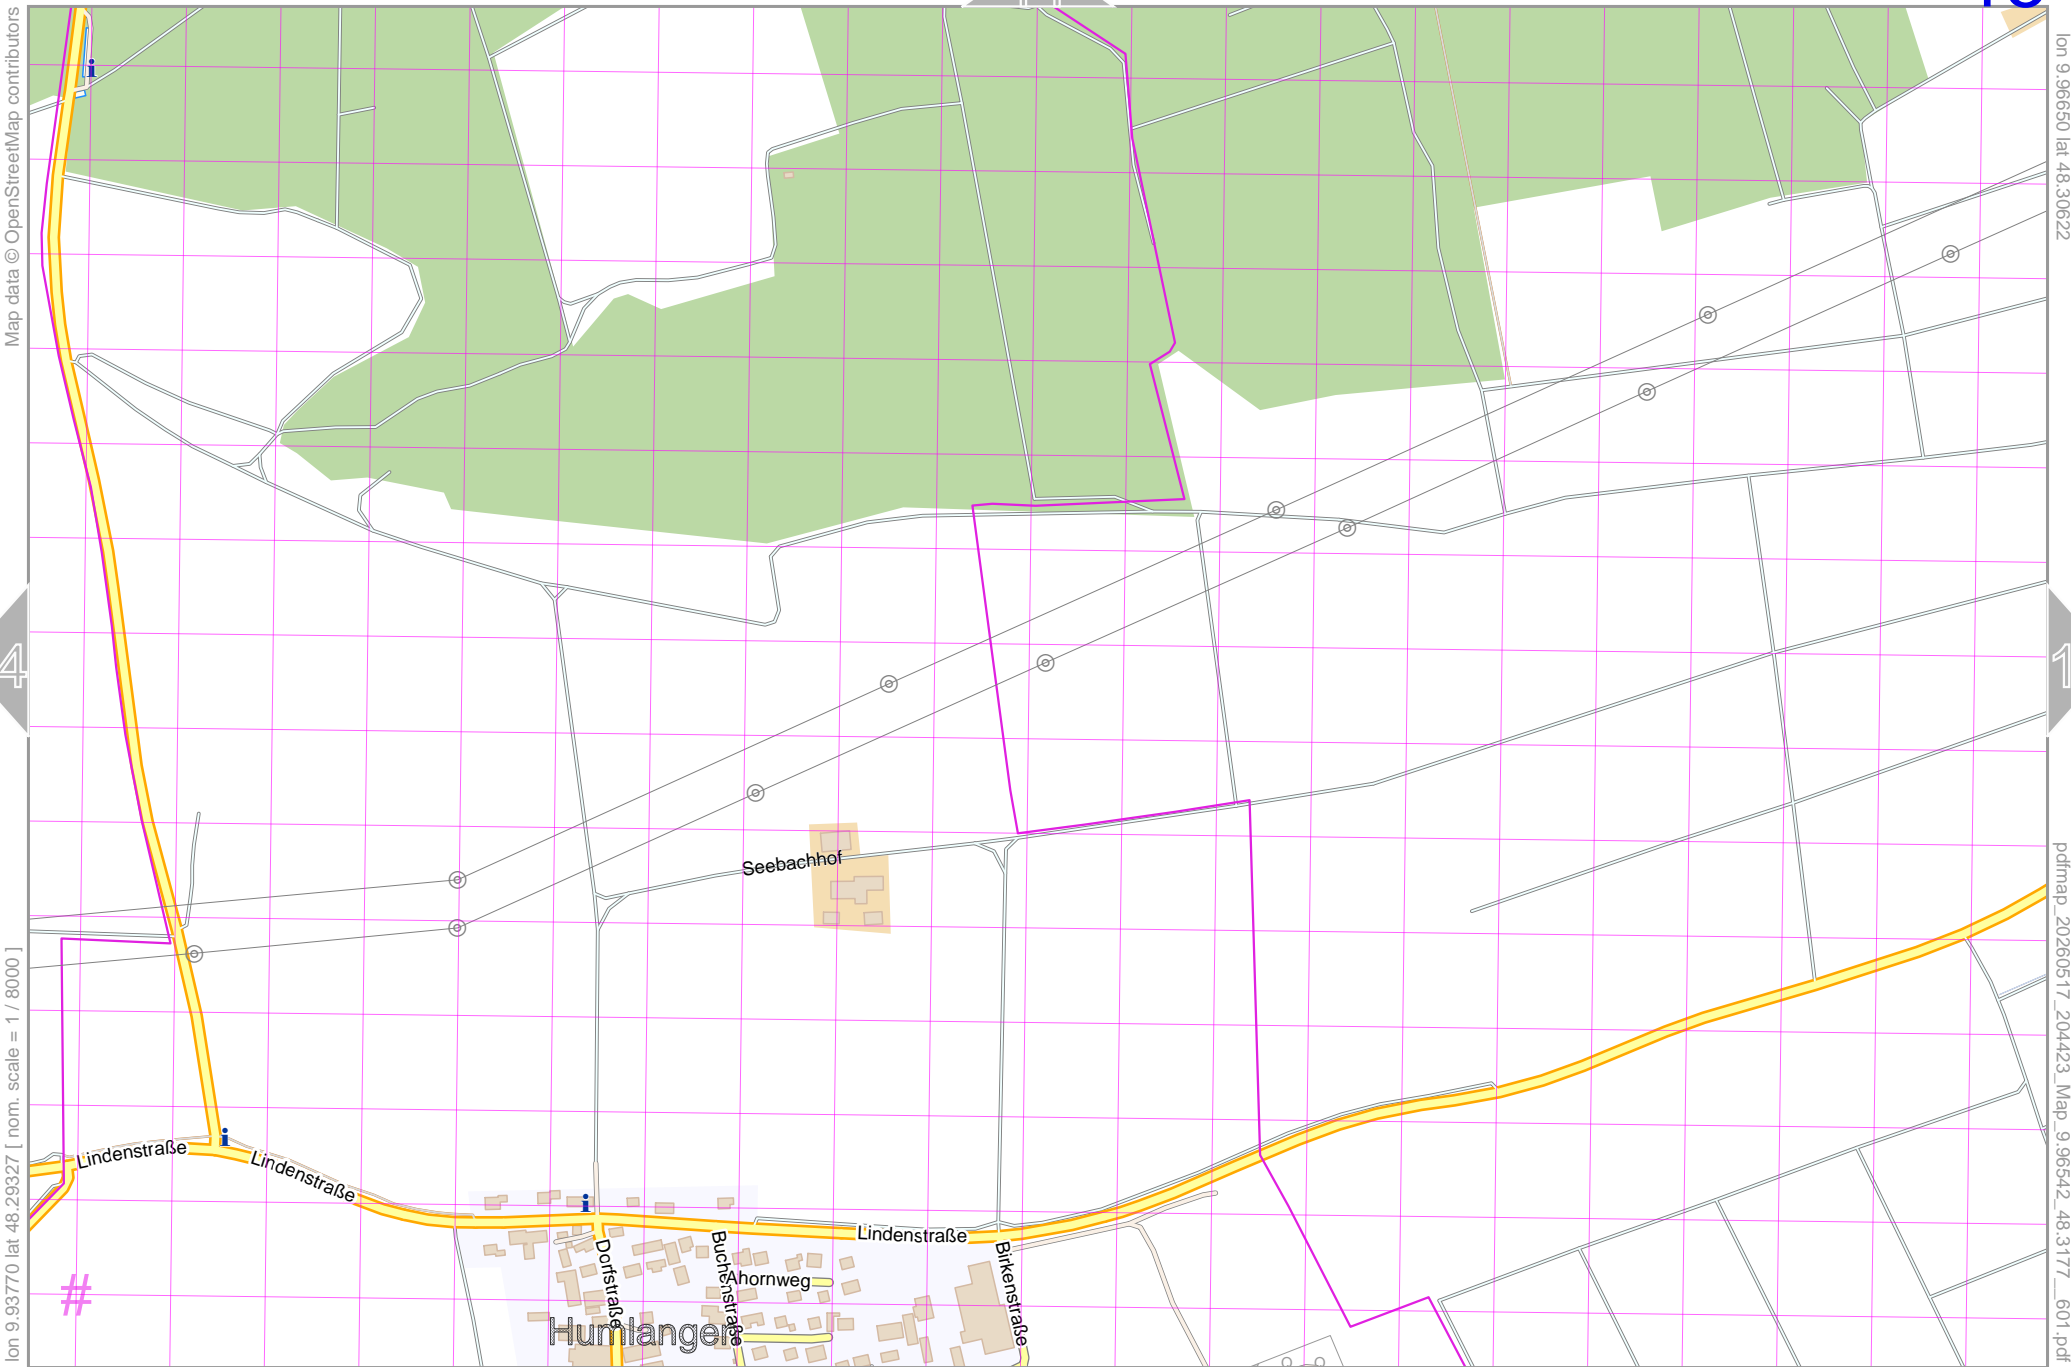 Map data © OpenStreetMap contributors
lon 9.96650 lat 48.30622
i
4
1
Seebachhof
pdfmap_20260517_204423_Map_9.96542_48.3177_601.pdf
lon 9.93770 lat 48.29327 [ nom. scale = 1 / 8000 ]
i
Lindenstraße
Lindenstraße
i
Lindenstraße
Dorfstraße
Buchenstraße
Birkenstraße
Ahornweg
#
Humlangen